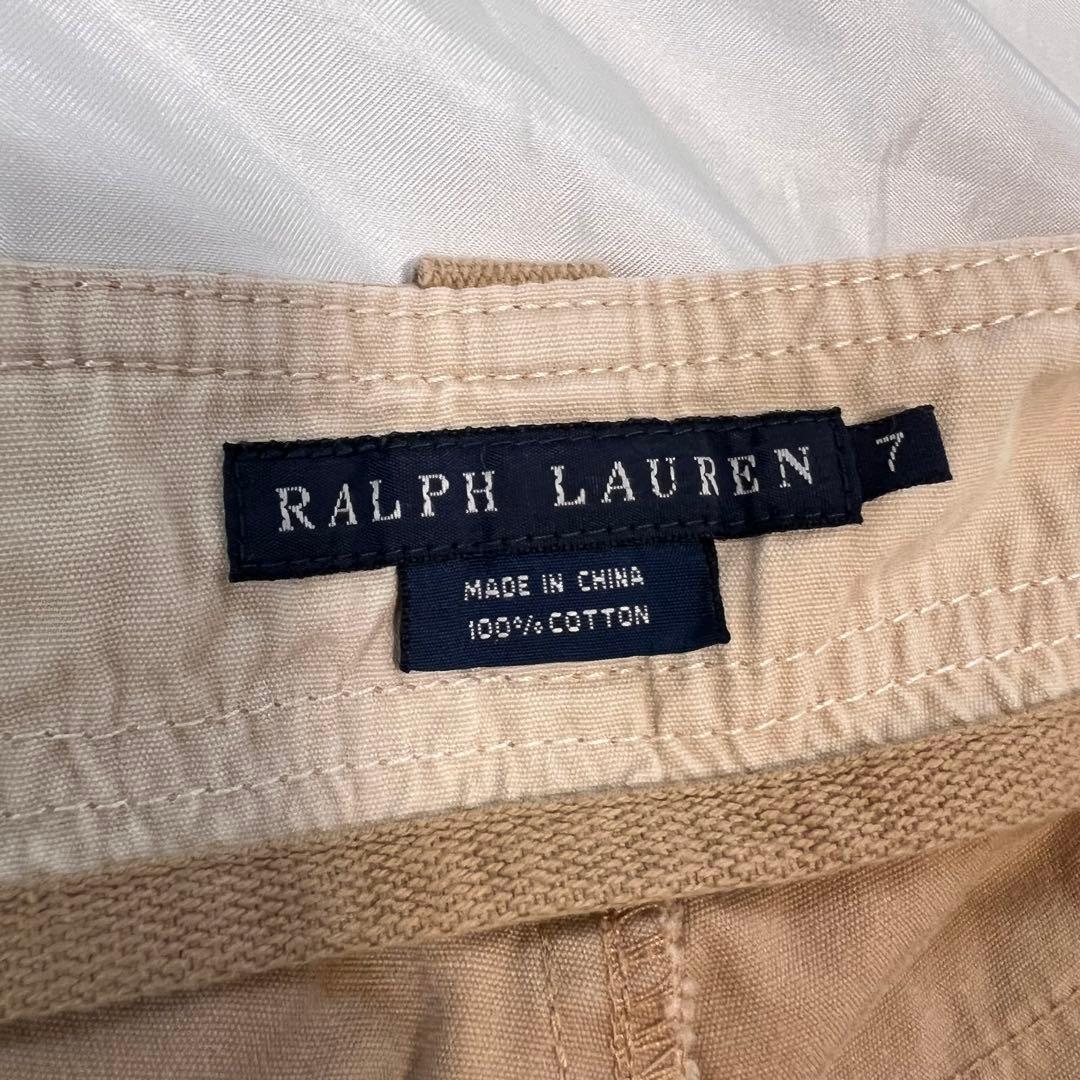 RALPH LAUREN
7
MADE IN CHINA
100% COTTON